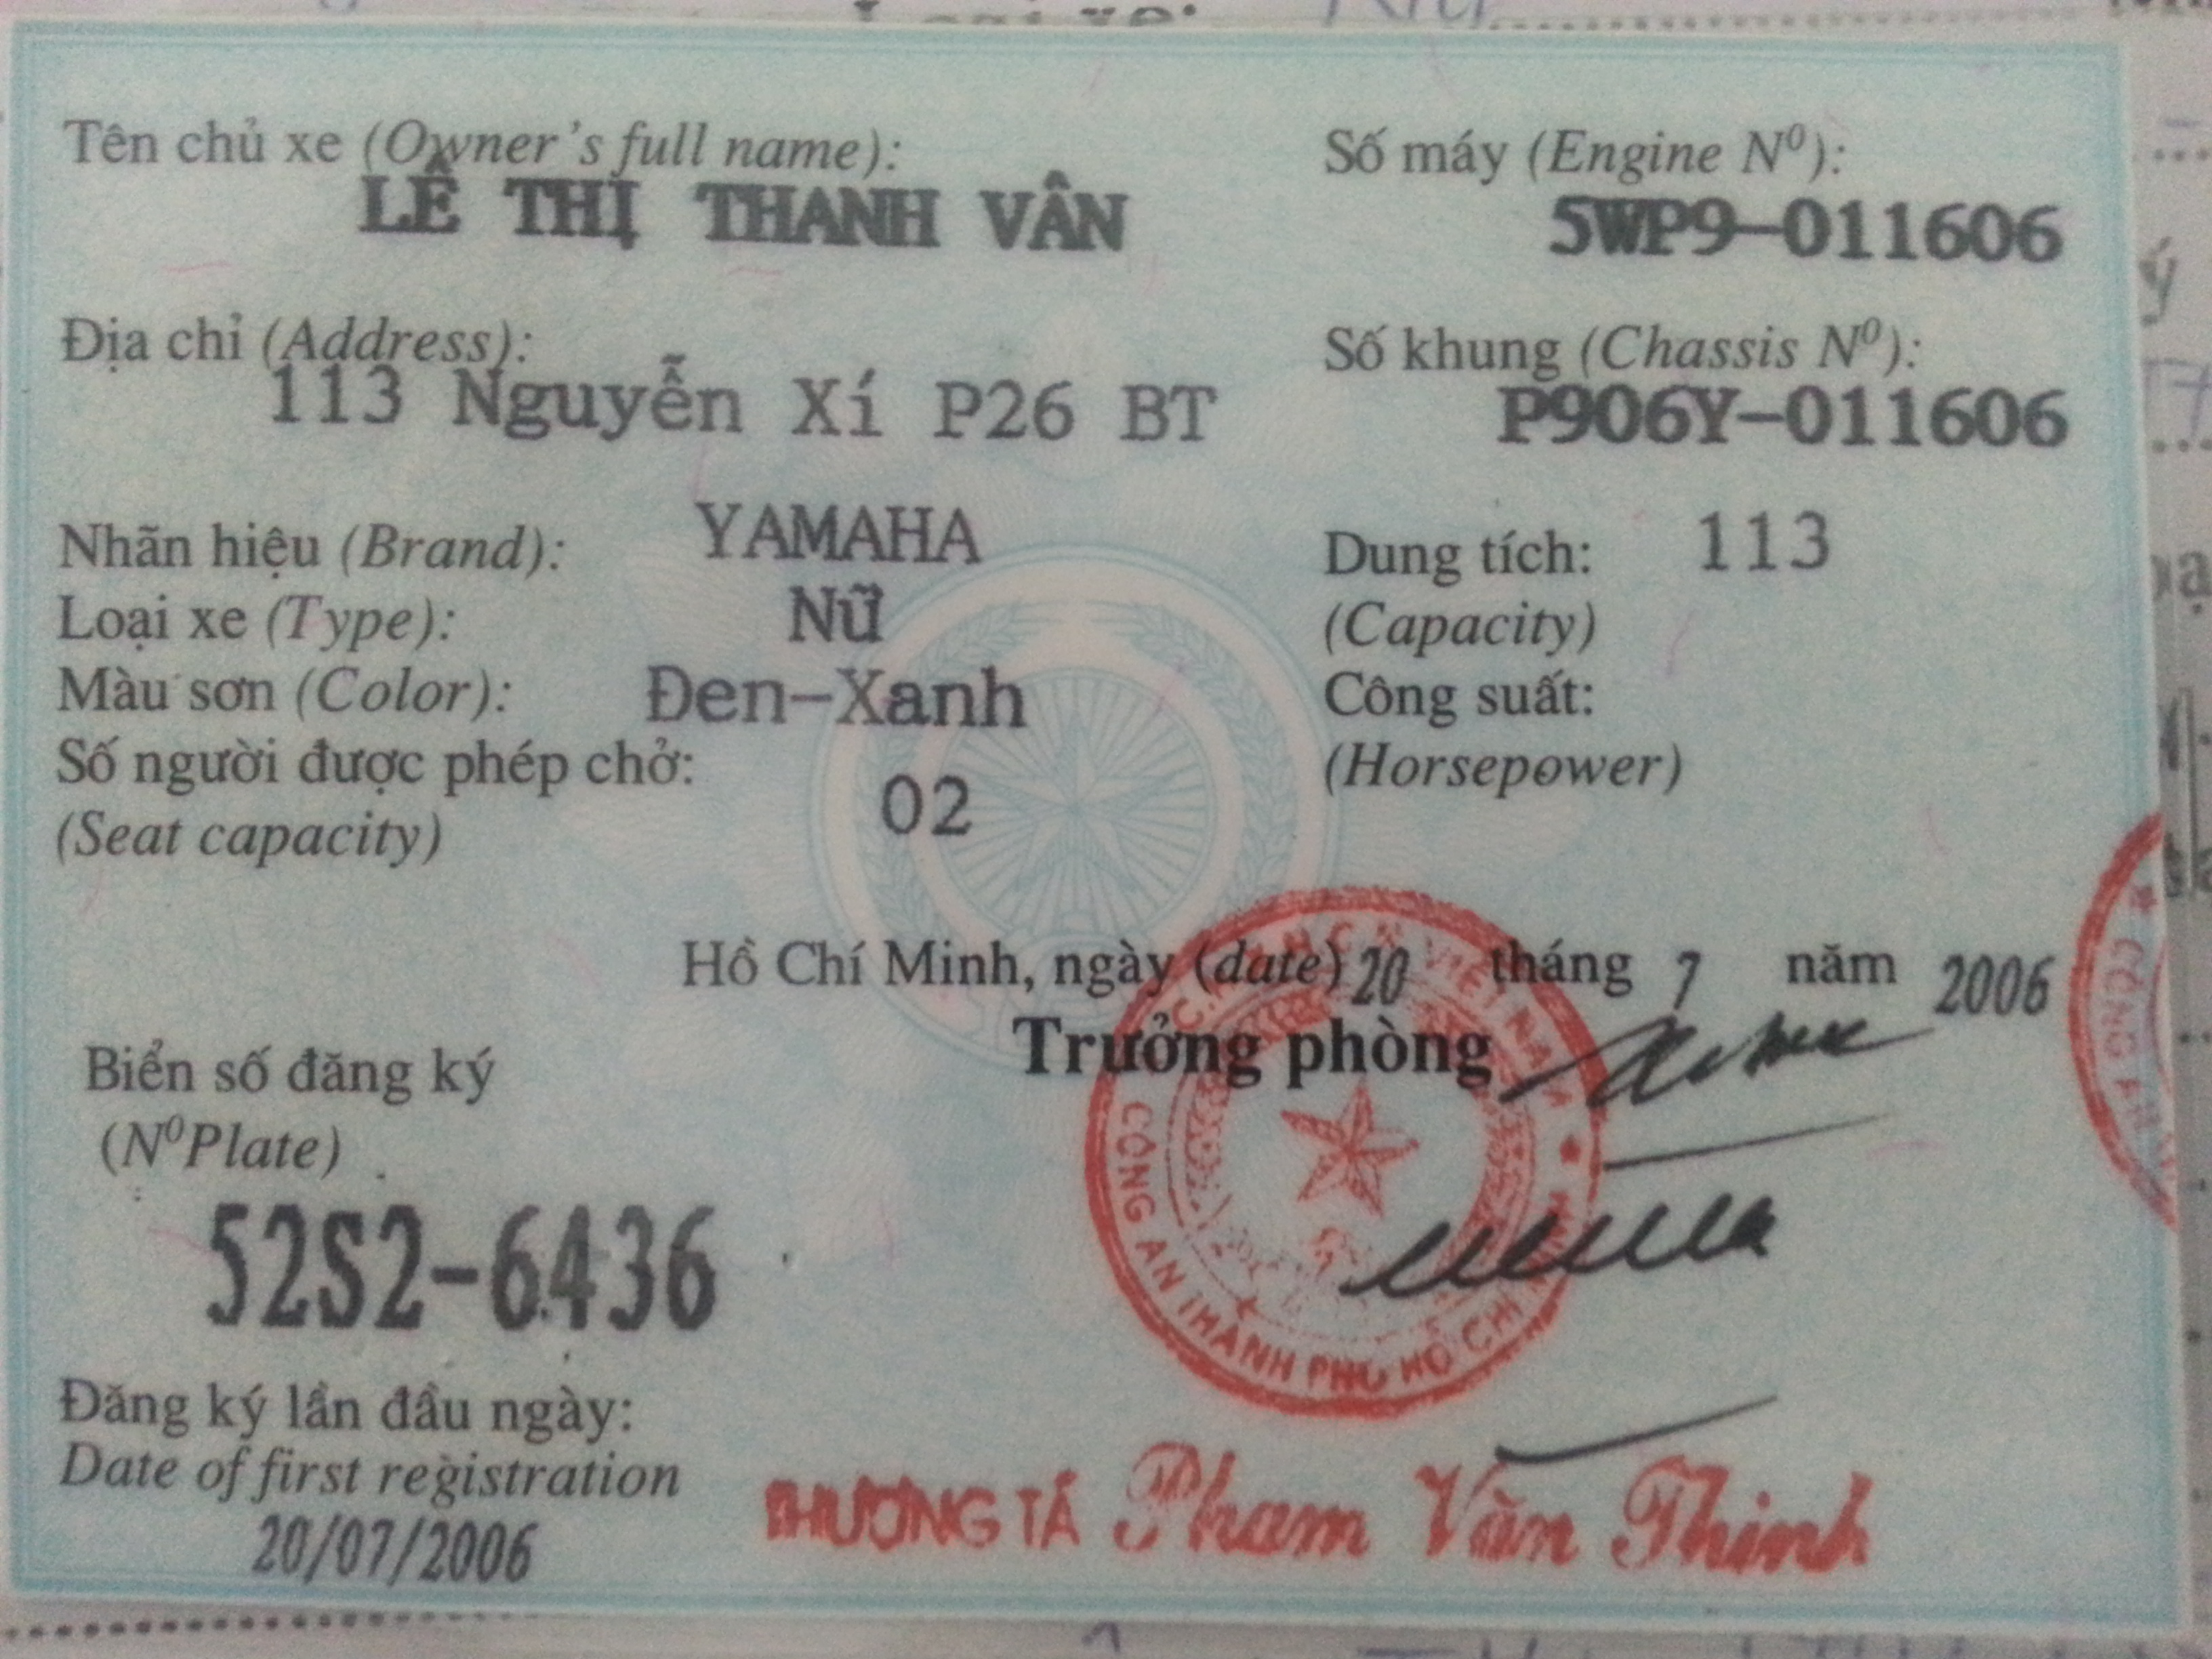 Tên chủ xe (Owner's full name):
LÊ THỊ THANH VÂN
Số máy (Engine Nº):
5WP9-011606
Địa chỉ (Address):
113 Nguyễn Xí P26 BT
Số khung (Chassis Nº):
P906Y-011606
Nhãn hiệu (Brand): YAMAHA
Loại xe (Type): Nữ
Màu sơn (Color): Đen-Xanh
Số người được phép chở: 02
(Seat capacity)
Dung tích: 113
(Capacity)
Công suất:
(Horsepower)
Hồ Chí Minh, ngày (date) 20 tháng 7 năm 2006
Trưởng phòng
Biển số đăng ký
(Nº Plate)
52S2-6436
CÔNG AN THÀNH PHỐ HỒ CHÍ MINH
Đăng ký lần đầu ngày:
Date of first registration
20/07/2006
THƯỢNG TÁ Phạm Văn Thịnh